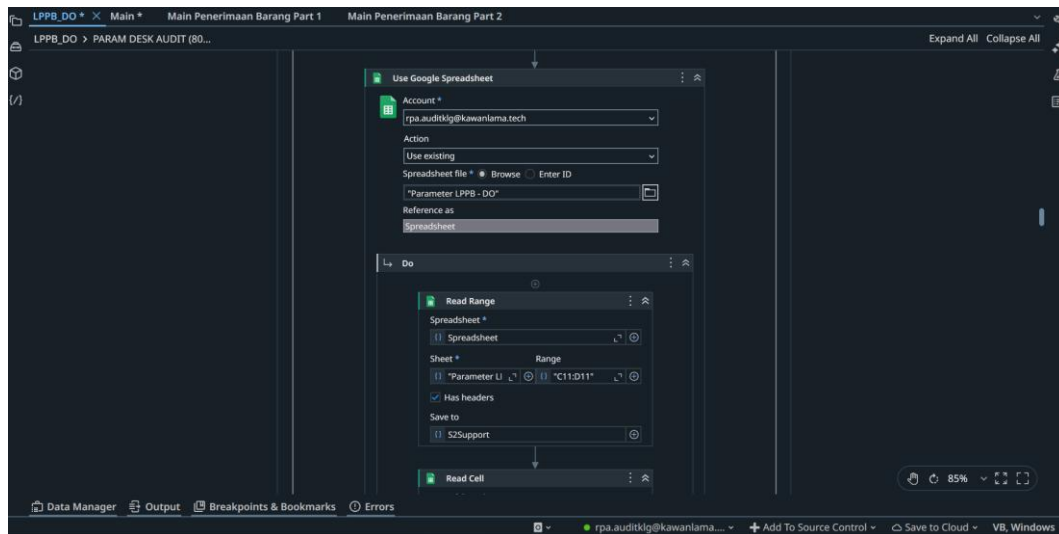 LPPB_DO * × Main * Main Penerimaan Barang Part 1 Main Penerimaan Barang Part 2
LPPB_DO > PARAM DESK AUDIT (80... Expand All Collapse All
Use Google Spreadsheet
Account *
rpa.auditklg@kawanlama.tech
Action
Use existing
Spreadsheet file * Browse Enter ID
"Parameter LPPB - DO"
Reference as
Spreadsheet
Do
Read Range
Spreadsheet *
Spreadsheet
Sheet * Range
"Parameter LI "C11:D11"
Has headers
Save to
S2Support
Read Cell
85%
Data Manager Output Breakpoints & Bookmarks Errors
rpa.auditklg@kawanlama.... Add To Source Control Save to Cloud VB, Windows